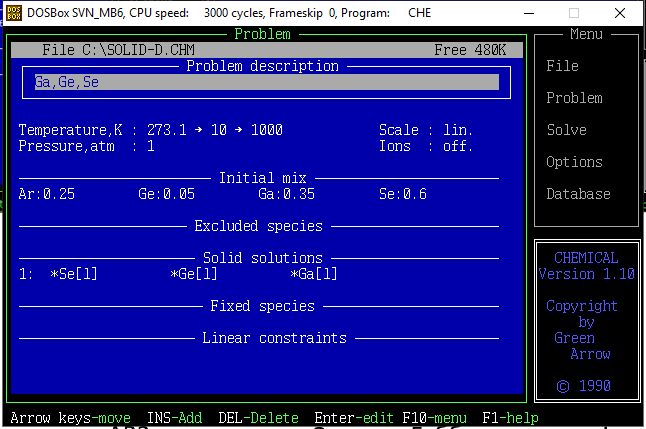 DOSBox SVN_MB6, CPU speed: 3000 cycles, Frameskip 0, Program: CHE
Problem
File C:\SOLID-D.CHM Free 480K
Problem description
Ga,Ge,Se
Temperature,K : 273.1 → 10 → 1000 Scale : lin.
Pressure,atm : 1 Ions : off.
Initial mix
Ar:0.25 Ge:0.05 Ga:0.35 Se:0.6
Excluded species
Solid solutions
1: *Se[l] *Ge[l] *Ga[l]
Fixed species
Linear constraints
Menu
File
Problem
Solve
Options
Database
CHEMICAL
Version 1.10
Copyright
by
Green
Arrow
© 1990
Arrow keys-move INS-Add DEL-Delete Enter-edit F10-menu F1-help